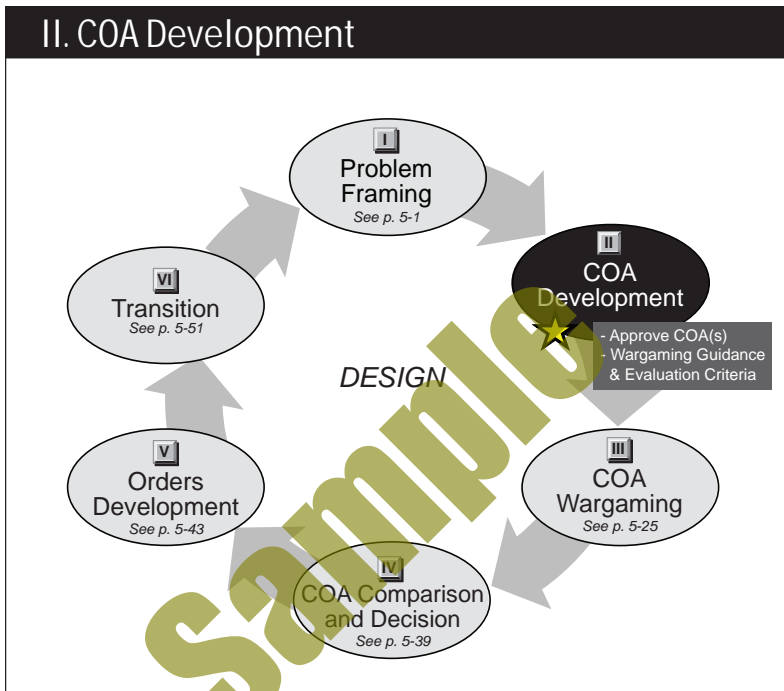 II. COA Development
I
Problem
Framing
See p. 5-1
II
COA
Development
- Approve COA(s)
- Wargaming Guidance
& Evaluation Criteria
III
COA
Wargaming
See p. 5-25
IV
COA Comparison
and Decision
See p. 5-39
V
Orders
Development
See p. 5-43
VI
Transition
See p. 5-51
DESIGN
Sample